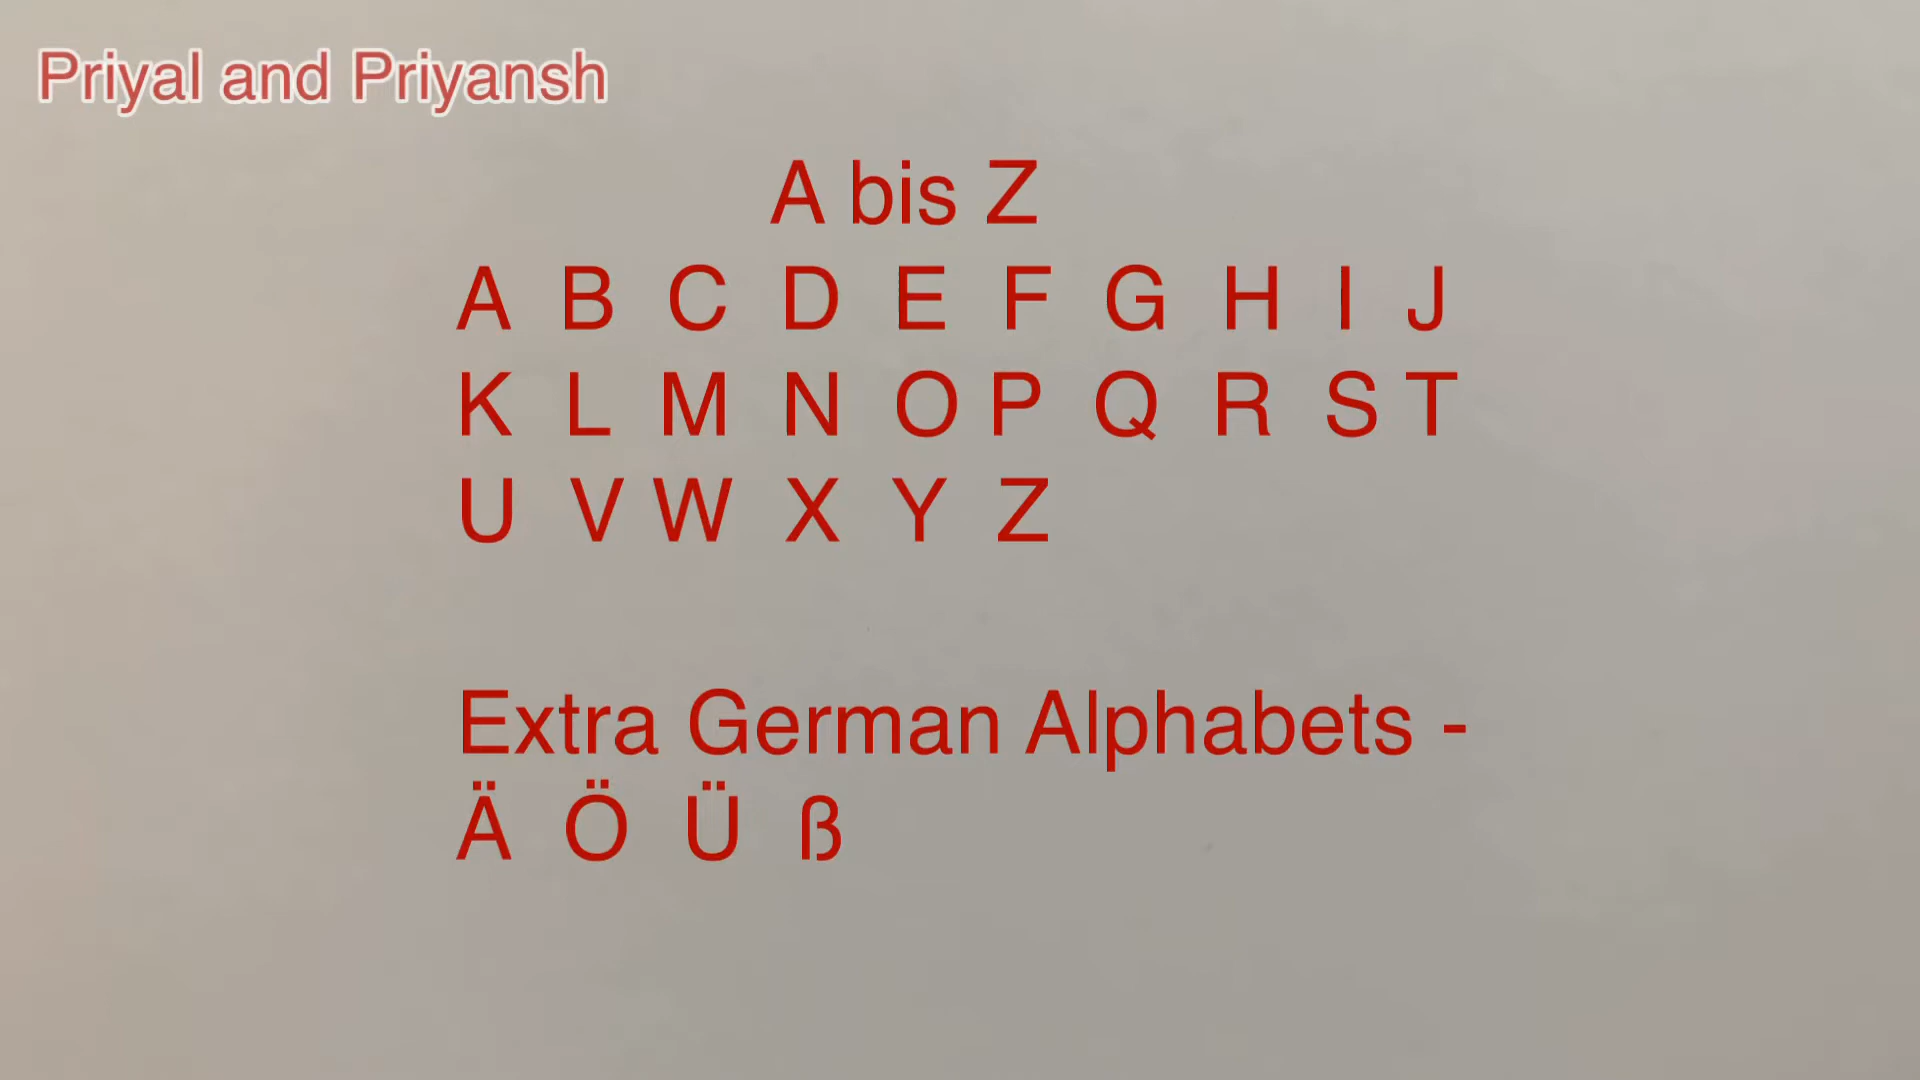 Priyal and Priyansh
A bis Z
A B C D E F G H I J
K L M N O P Q R S T
U V W X Y Z
Extra German Alphabets -
Ä Ö Ü ß